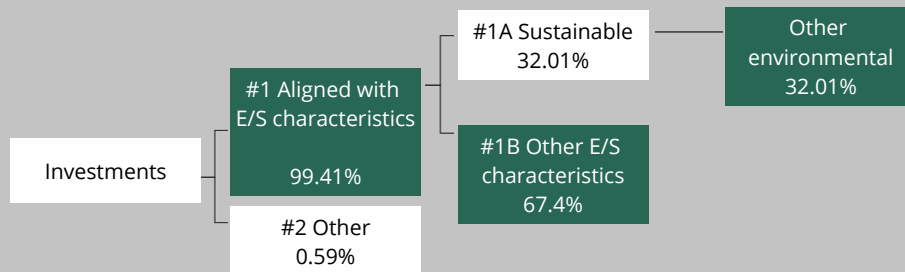 Investments
#1 Aligned with
E/S characteristics
99.41%
#2 Other
0.59%
#1A Sustainable
32.01%
#1B Other E/S
characteristics
67.4%
Other
environmental
32.01%